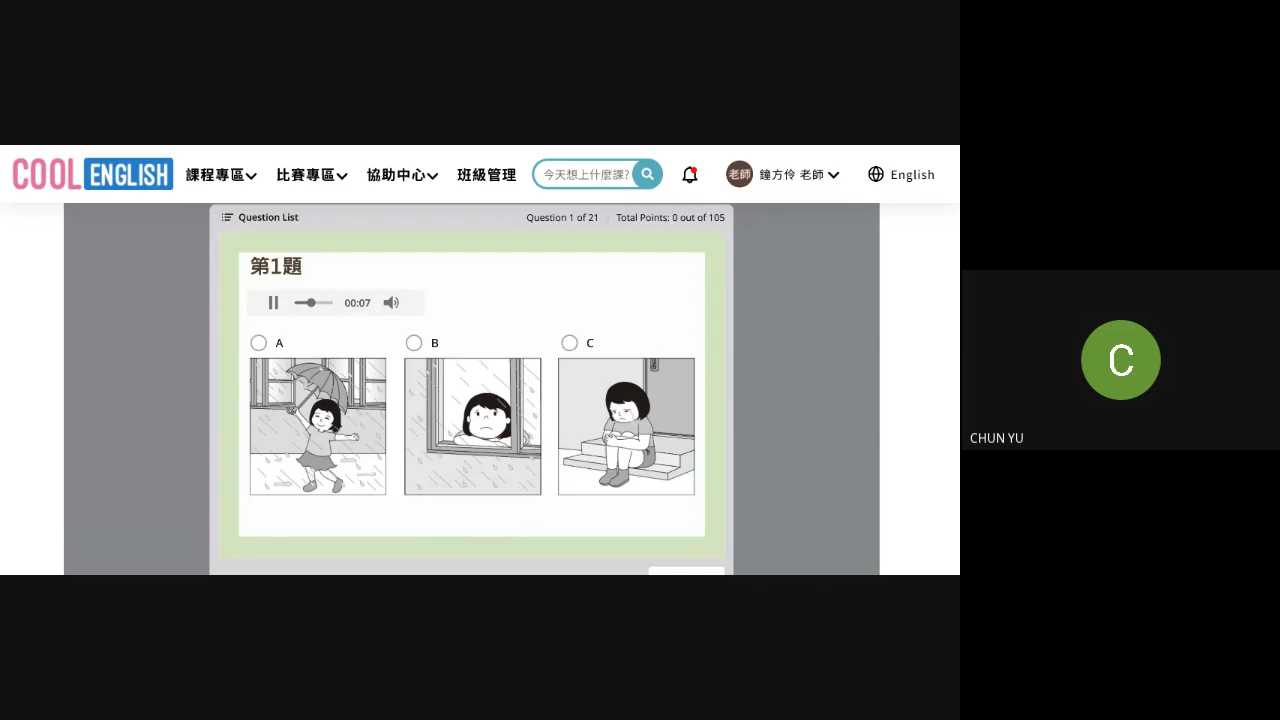 COOL ENGLISH 課程專區 比賽專區 協助中心 班級管理 今天想上什麼課? 老師 鐘方伶 老師 English
Question List Question 1 of 21 Total Points: 0 out of 105
第1題
00:07
A B C
C
CHUN YU